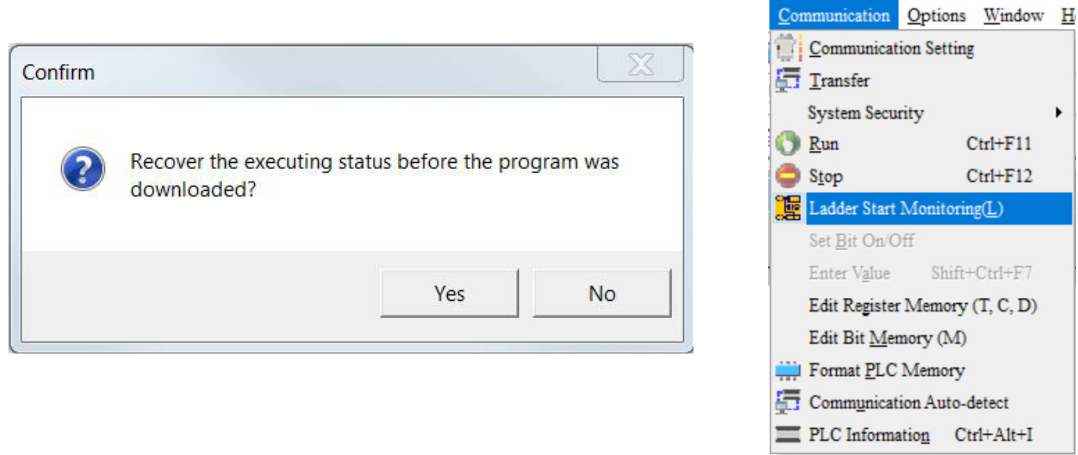 Confirm
Recover the executing status before the program was
downloaded?
Yes No
Communication Options Window H
Communication Setting
Transfer
System Security
Run Ctrl+F11
Stop Ctrl+F12
Ladder Start Monitoring(L)
Set Bit On/Off
Enter Value Shift+Ctrl+F7
Edit Register Memory (T, C, D)
Edit Bit Memory (M)
Format PLC Memory
Communication Auto-detect
PLC Information Ctrl+Alt+I